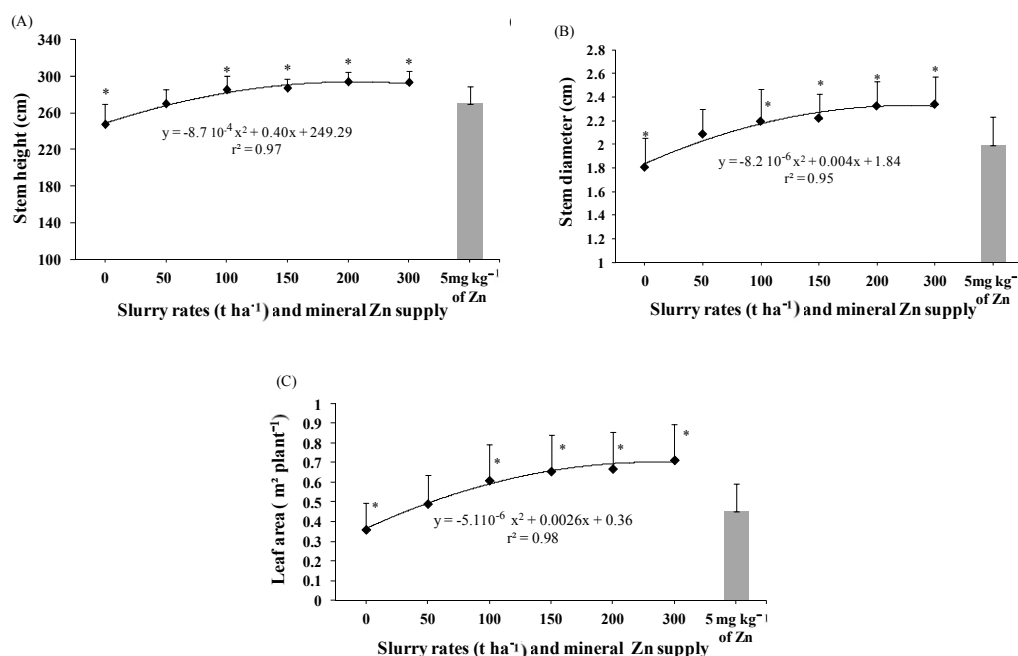 (A)
340
300
260
220
180
140
100
Stem height (cm)
* * * * *
y = -8.7 10⁻⁴ x² + 0.40x + 249.29
r² = 0.97
0 50 100 150 200 300 5mg kg⁻¹
of Zn
Slurry rates (t ha⁻¹) and mineral Zn supply
(
(B)
2.8
2.6
2.4
2.2
2
1.8
1.6
1.4
1.2
1
Stem diameter (cm)
* * * * *
y = -8.2 10⁻⁶ x² + 0.004x + 1.84
r² = 0.95
0 50 100 150 200 300 5mg kg⁻
of Zn
Slurry rates (t ha⁻¹) and mineral Zn supply
(C)
1
0.9
0.8
0.7
0.6
0.5
0.4
0.3
0.2
0.1
0
Leaf area ( m² plant⁻¹)
* * * * *
y = -5.110⁻⁶ x² + 0.0026x + 0.36
r² = 0.98
0 50 100 150 200 300 5 mg kg⁻¹
of Zn
Slurry rates (t ha⁻¹) and mineral Zn supply